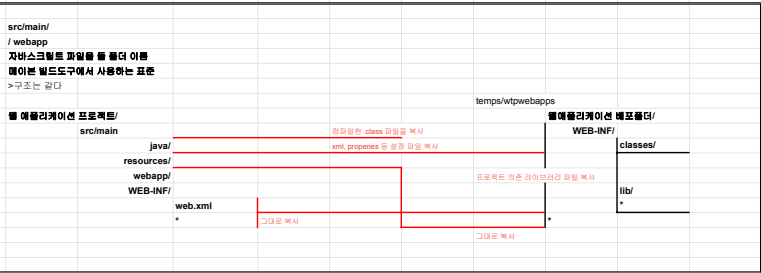 src/main/
/ webapp
자바스크립트 파일을 둘 폴더 이름
메이븐 빌드도구에서 사용하는 표준
>구조는 같다
temps/wtpwebapps
웹 애플리케이션 프로젝트/ 웹애플리케이션 배포폴더/
src/main 컴파일한 .class 파일을 복사 WEB-INF/
java/ xml, properies 등 설정 파일 복사 classes/
resources/
webapp/ 프로젝트 의존 라이브러리 파일 복사
WEB-INF/ lib/
web.xml *
* 그대로 복사 *
그대로 복사